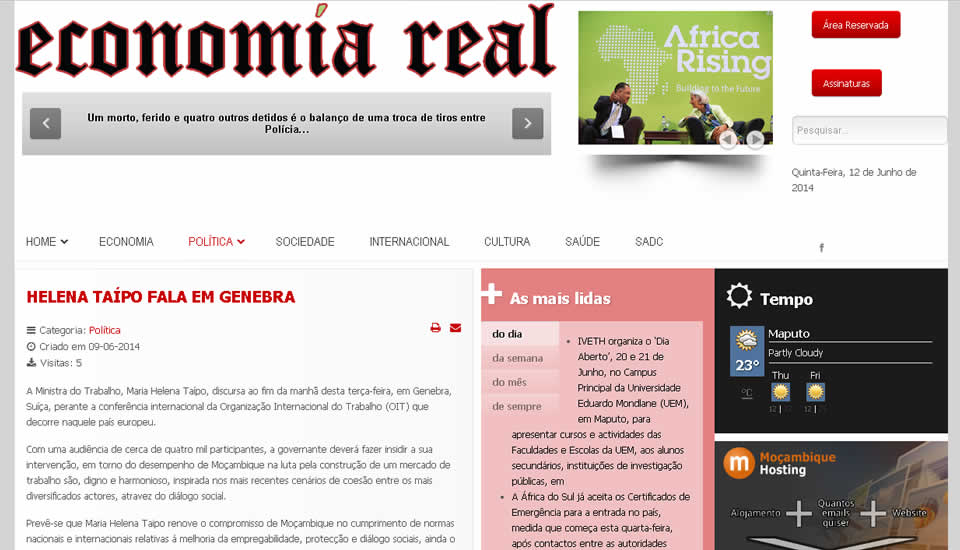 economía real
Um morto, ferido e quatro outros detidos é o balanço de uma troca de tiros entre
Polícia...
Africa
Rising
Building to the Future
Área Reservada
Assinaturas
Pesquisar...
Quinta-Feira, 12 de Junho de
2014
HOME
ECONOMIA
POLÍTICA
SOCIEDADE
INTERNACIONAL
CULTURA
SAÚDE
SADC
f
HELENA TAÍPO FALA EM GENEBRA
Categoria: Política
Criado em 09-06-2014
Visitas: 5
A Ministra do Trabalho, Maria Helena Taípo, discursa ao fim da manhã desta terça-feira, em Genebra,
Suíça, perante a conferência internacional da Organização Internacional do Trabalho (OIT) que
decorre naquele país europeu.
Com uma audiência de cerca de quatro mil participantes, a governante deverá fazer insidir a sua
intervenção, em torno do desempenho de Moçambique na luta pela construção de um mercado de
trabalho são, digno e harmonioso, inspirada nos mais recentes cenários de coesão entre os mais
diversificados actores, atravez do diálogo social.
Prevê-se que Maria Helena Taipo renove o compromisso de Moçambique no cumprimento de normas
nacionais e internacionais relativas á melhoria da empregabilidade, protecção e diálogo sociais, ainda o
As mais lidas
do dia
da semana
do mês
de sempre
IVETH organiza o 'Dia
Aberto', 20 e 21 de
Junho, no Campus
Principal da Universidade
Eduardo Mondlane (UEM),
em Maputo, para
apresentar cursos e actividades das
Faculdades e Escolas da UEM, aos alunos
secundários, instituições de investigação
públicas, em
A África do Sul já aceita os Certificados de
Emergência para a entrada no país,
medida que começa esta quarta-feira,
após contactos entre as autoridades
Tempo
Maputo
Partly Cloudy
23°
°C
Thu
Fri
12
12
m Moçambique
Hosting
Alojamento + Quantos
emails
quiser + Website